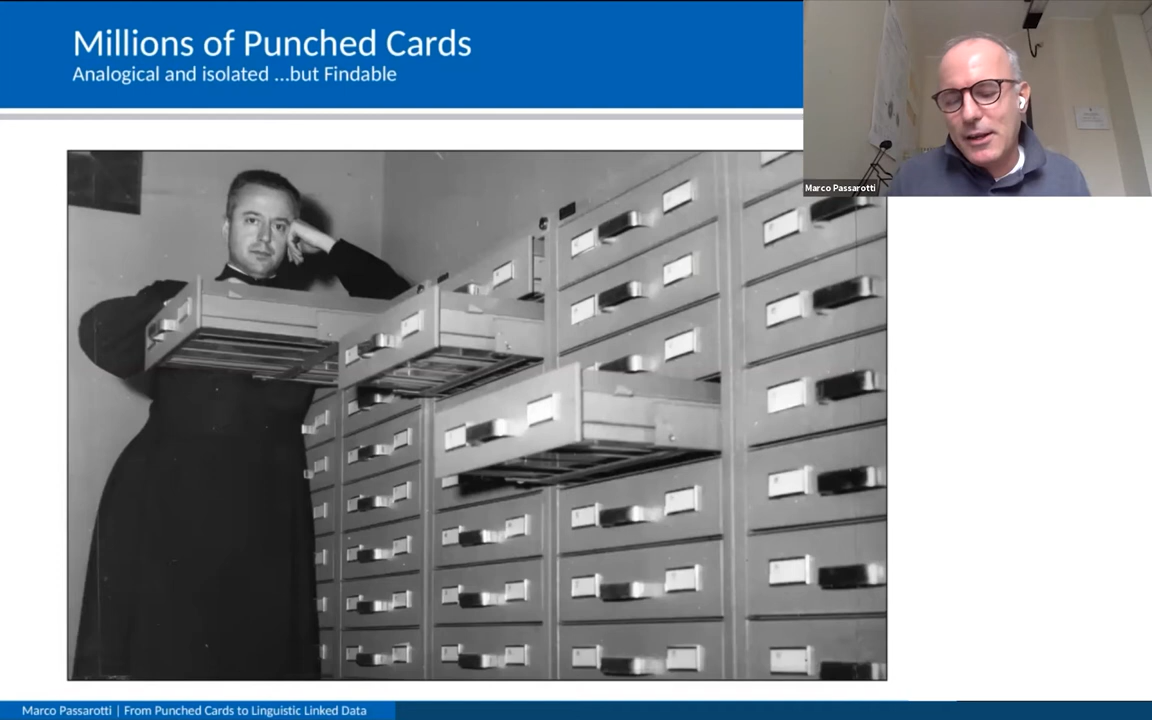 Millions of Punched Cards
Analogical and isolated ...but Findable
Marco Passarotti
Marco Passarotti | From Punched Cards to Linguistic Linked Data